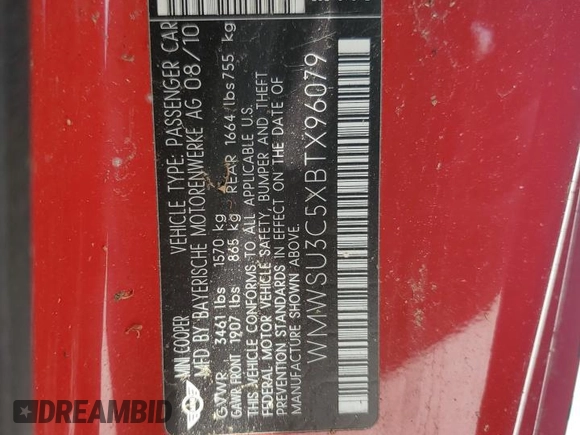 MINI COOPER
VEHICLE TYPE: PASSENGER CAR
MFD BY BAYERISCHE MOTORENWERKE AG 08/10
GVWR 3461 lbs 1570 kg
GAWR FRONT 1907 lbs 865 kg REAR 1664 lbs 755 kg
THIS VEHICLE CONFORMS TO ALL APPLICABLE U.S.
FEDERAL MOTOR VEHICLE SAFETY, BUMPER AND THEFT
PREVENTION STANDARDS IN EFFECT ON THE DATE OF
MANUFACTURE SHOWN ABOVE.
WMWSU3C5XBTX96079
DREAMBID